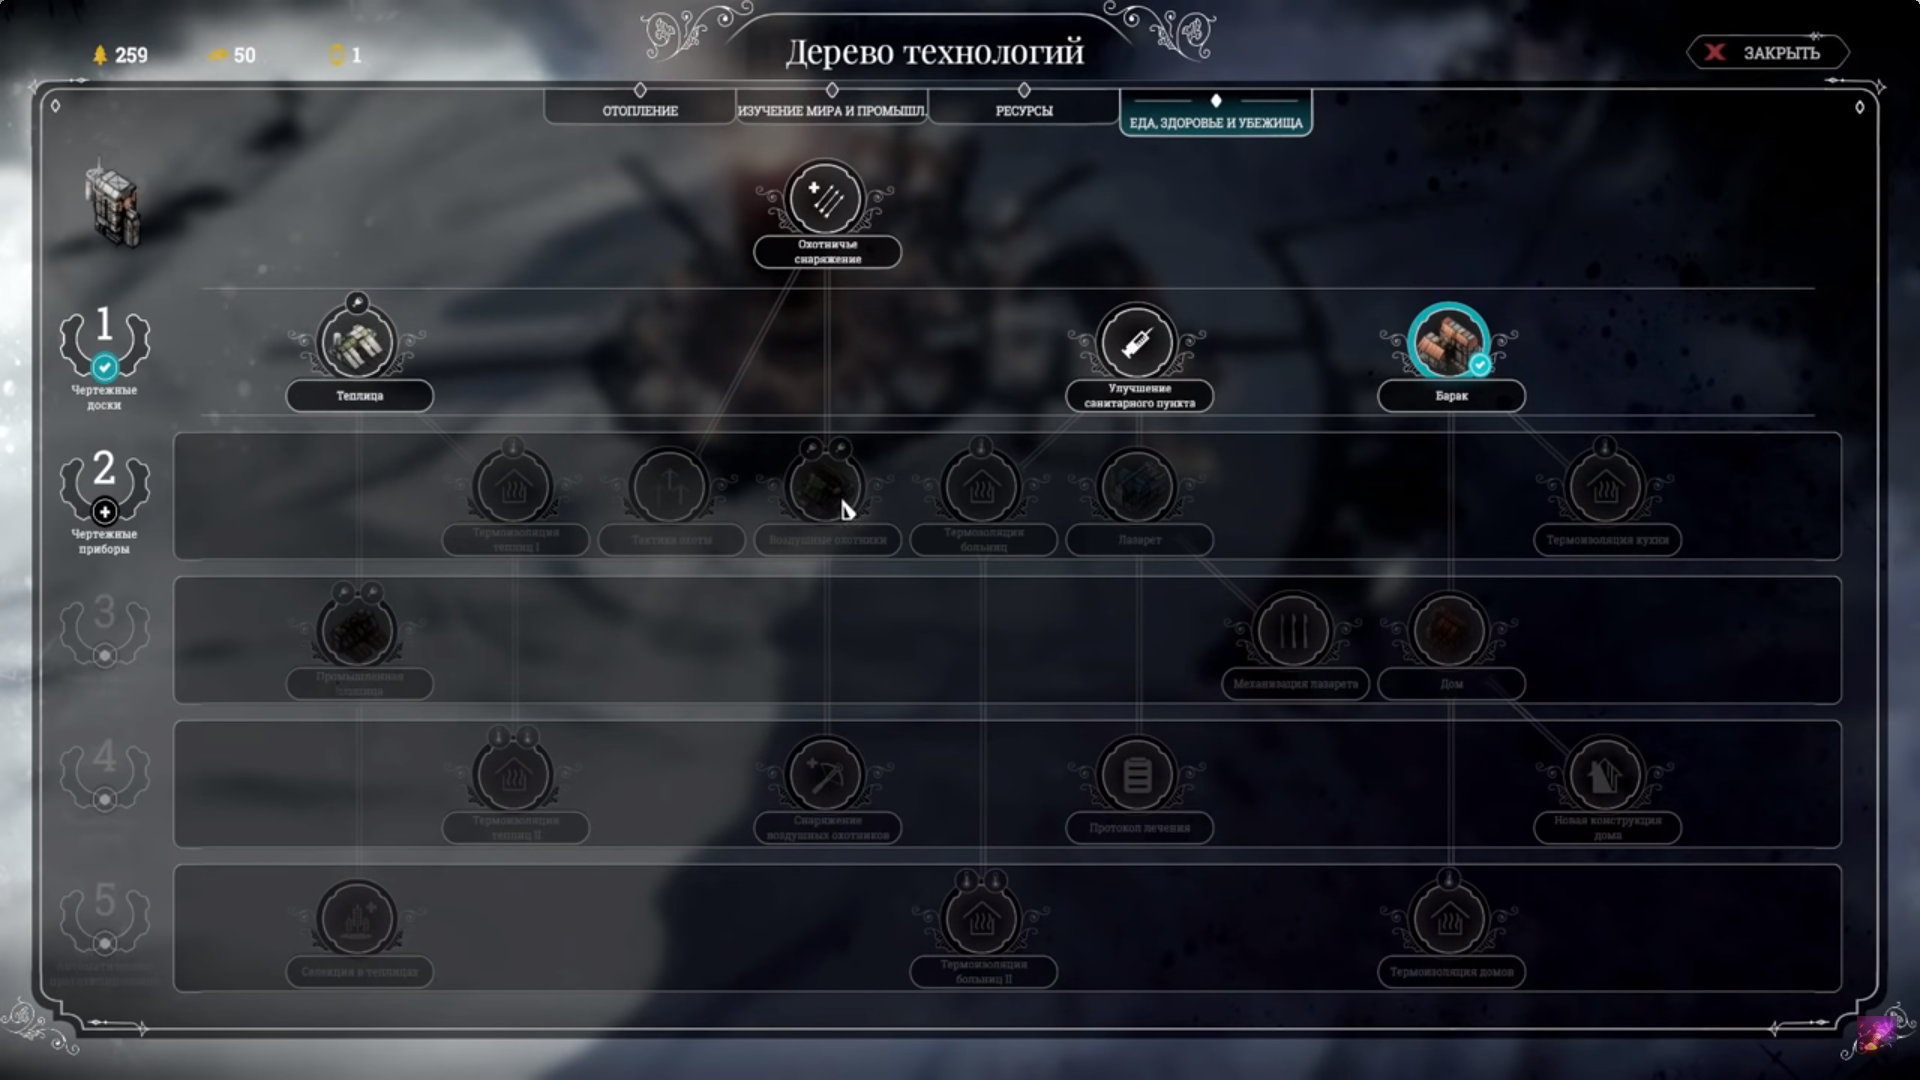 259
50
1
Дерево технологий
ЗАКРЫТЬ
ОТОПЛЕНИЕ
ИЗУЧЕНИЕ МИРА И ПРОМЫШЛ.
РЕСУРСЫ
ЕДА, ЗДОРОВЬЕ И УБЕЖИЩА
Охотничье
снаряжение
1
Чертежные
доски
Теплица
Улучшение
санитарного пункта
Барак
2
Чертежные
приборы
Термоизоляция
теплиц I
Тактика охоты
Воздушные охотники
Термоизоляция
больниц
Лазарет
Термоизоляция кухни
3
Промышленная
теплица
Механизация лазарета
Дом
4
Термоизоляция
теплиц II
Снаряжение
воздушных охотников
Протокол лечения
Новая конструкция
дома
5
Селекция в теплицах
Термоизоляция
больниц II
Термоизоляция домов